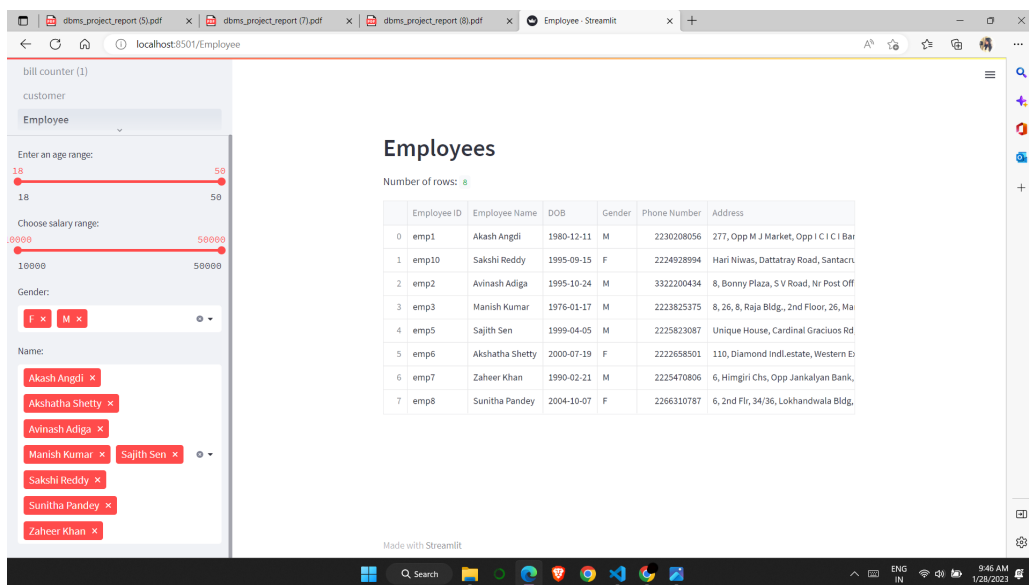 dbms_project_report (5).pdf
dbms_project_report (7).pdf
dbms_project_report (8).pdf
Employee - Streamlit
localhost:8501/Employee
bill counter (1)
customer
Employee
Enter an age range:
18 50
18 50
Choose salary range:
0000 50000
10000 50000
Gender:
F M
Name:
Akash Angdi
Akshatha Shetty
Avinash Adiga
Manish Kumar Sajith Sen
Sakshi Reddy
Sunitha Pandey
Zaheer Khan
Employees
Number of rows: 8
Employee ID Employee Name DOB Gender Phone Number Address
0 emp1 Akash Angdi 1980-12-11 M 2230208056 277, Opp M J Market, Opp I C I C I Bar
1 emp10 Sakshi Reddy 1995-09-15 F 2224928994 Hari Niwas, Dattatray Road, Santacru
2 emp2 Avinash Adiga 1995-10-24 M 3322200434 8, Bonny Plaza, S V Road, Nr Post Off
3 emp3 Manish Kumar 1976-01-17 M 2223825375 8, 26, 8, Raja Bldg., 2nd Floor, 26, Ma
4 emp5 Sajith Sen 1999-04-05 M 2225823087 Unique House, Cardinal Graciuos Rd
5 emp6 Akshatha Shetty 2000-07-19 F 2222658501 110, Diamond Indl.estate, Western E
6 emp7 Zaheer Khan 1990-02-21 M 2225470806 6, Himgiri Chs, Opp Jankalyan Bank,
7 emp8 Sunitha Pandey 2004-10-07 F 2266310787 6, 2nd Flr, 34/36, Lokhandwala Bldg,
Made with Streamlit
Search
ENG
IN
9:46 AM
1/28/2023